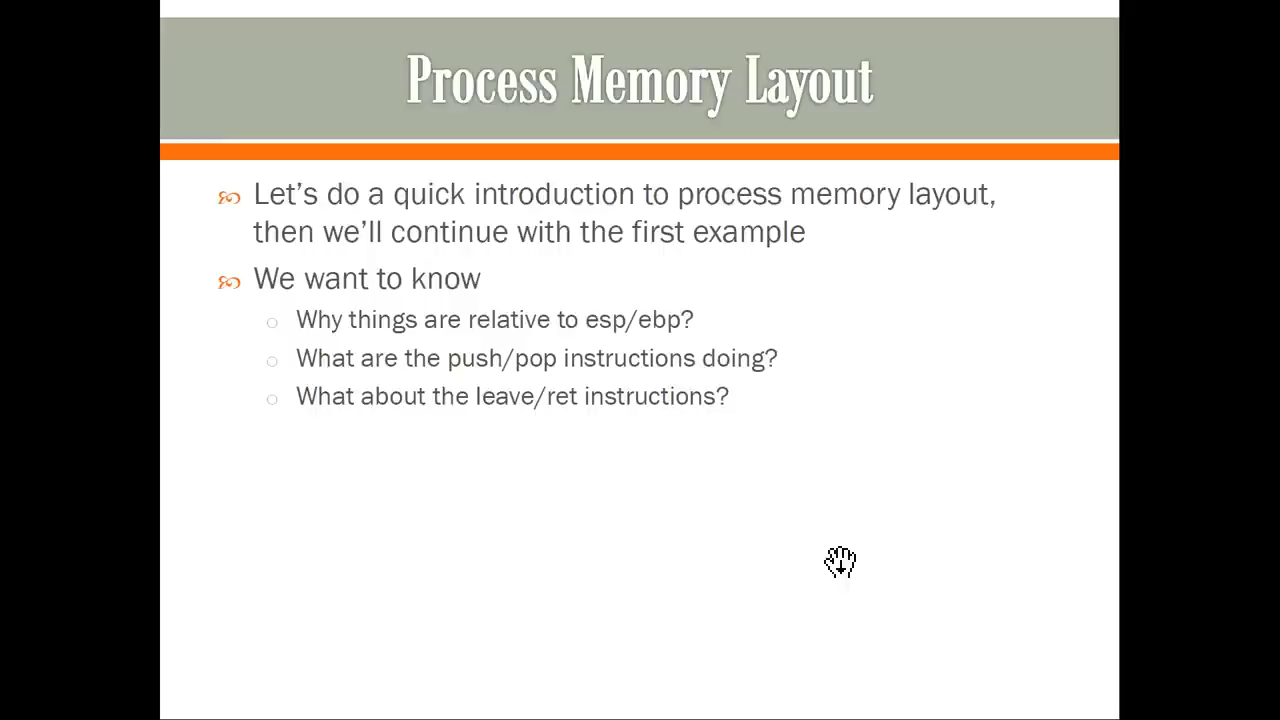 Process Memory Layout
Let’s do a quick introduction to process memory layout,
then we’ll continue with the first example
We want to know
Why things are relative to esp/ebp?
What are the push/pop instructions doing?
What about the leave/ret instructions?